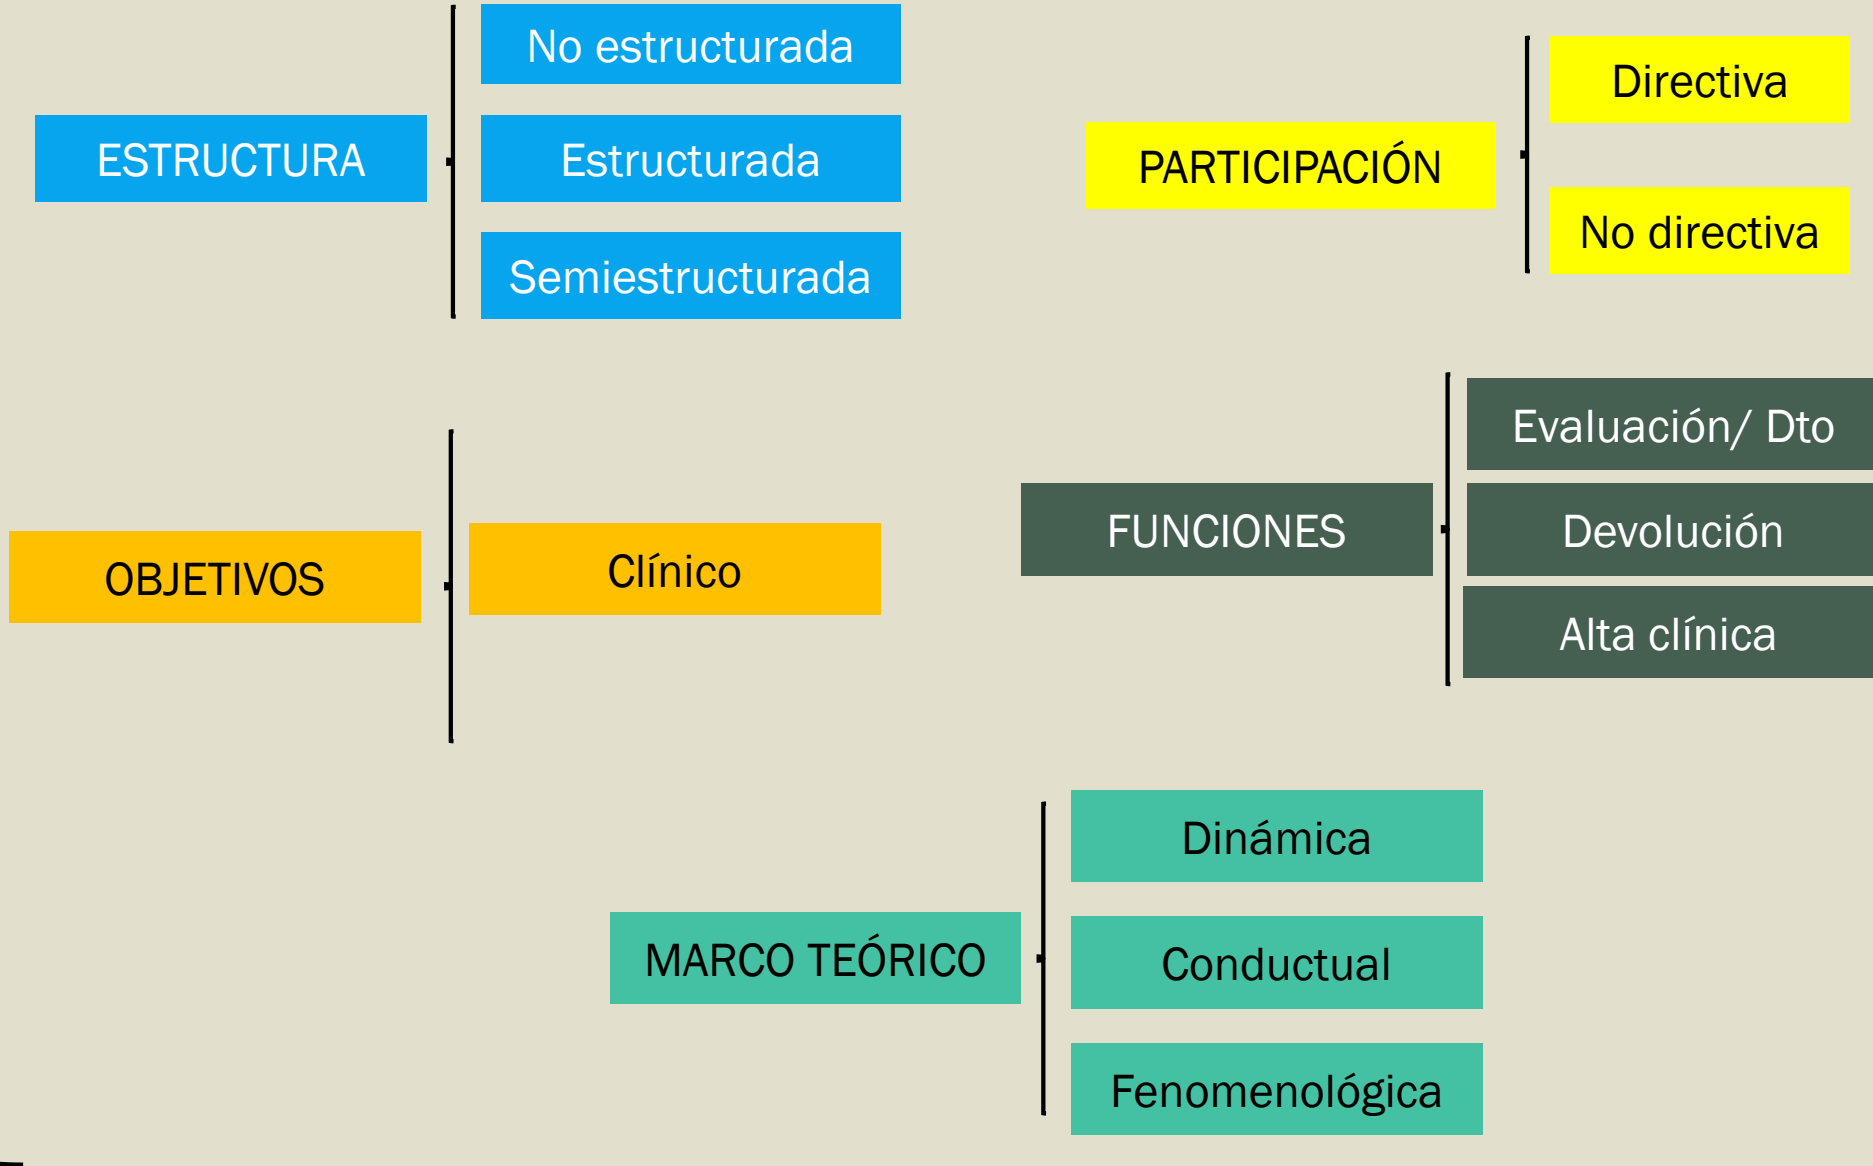 ESTRUCTURA
No estructurada
Estructurada
Semiestructurada
PARTICIPACIÓN
Directiva
No directiva
OBJETIVOS
Clínico
FUNCIONES
Evaluación/ Dto
Devolución
Alta clínica
MARCO TEÓRICO
Dinámica
Conductual
Fenomenológica